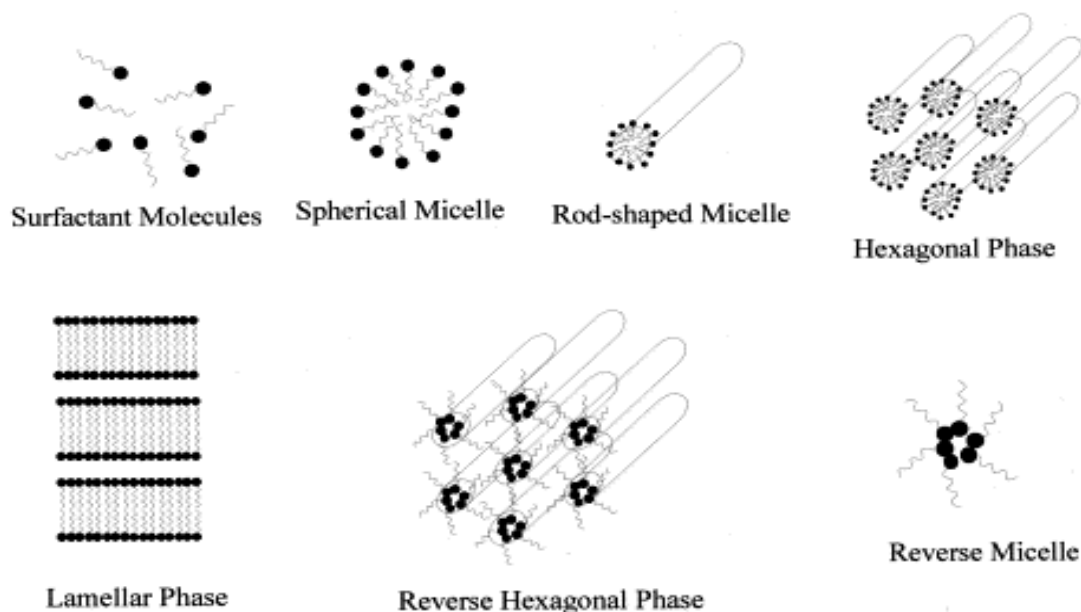 Surfactant Molecules
Spherical Micelle
Rod-shaped Micelle
Hexagonal Phase
Lamellar Phase
Reverse Hexagonal Phase
Reverse Micelle